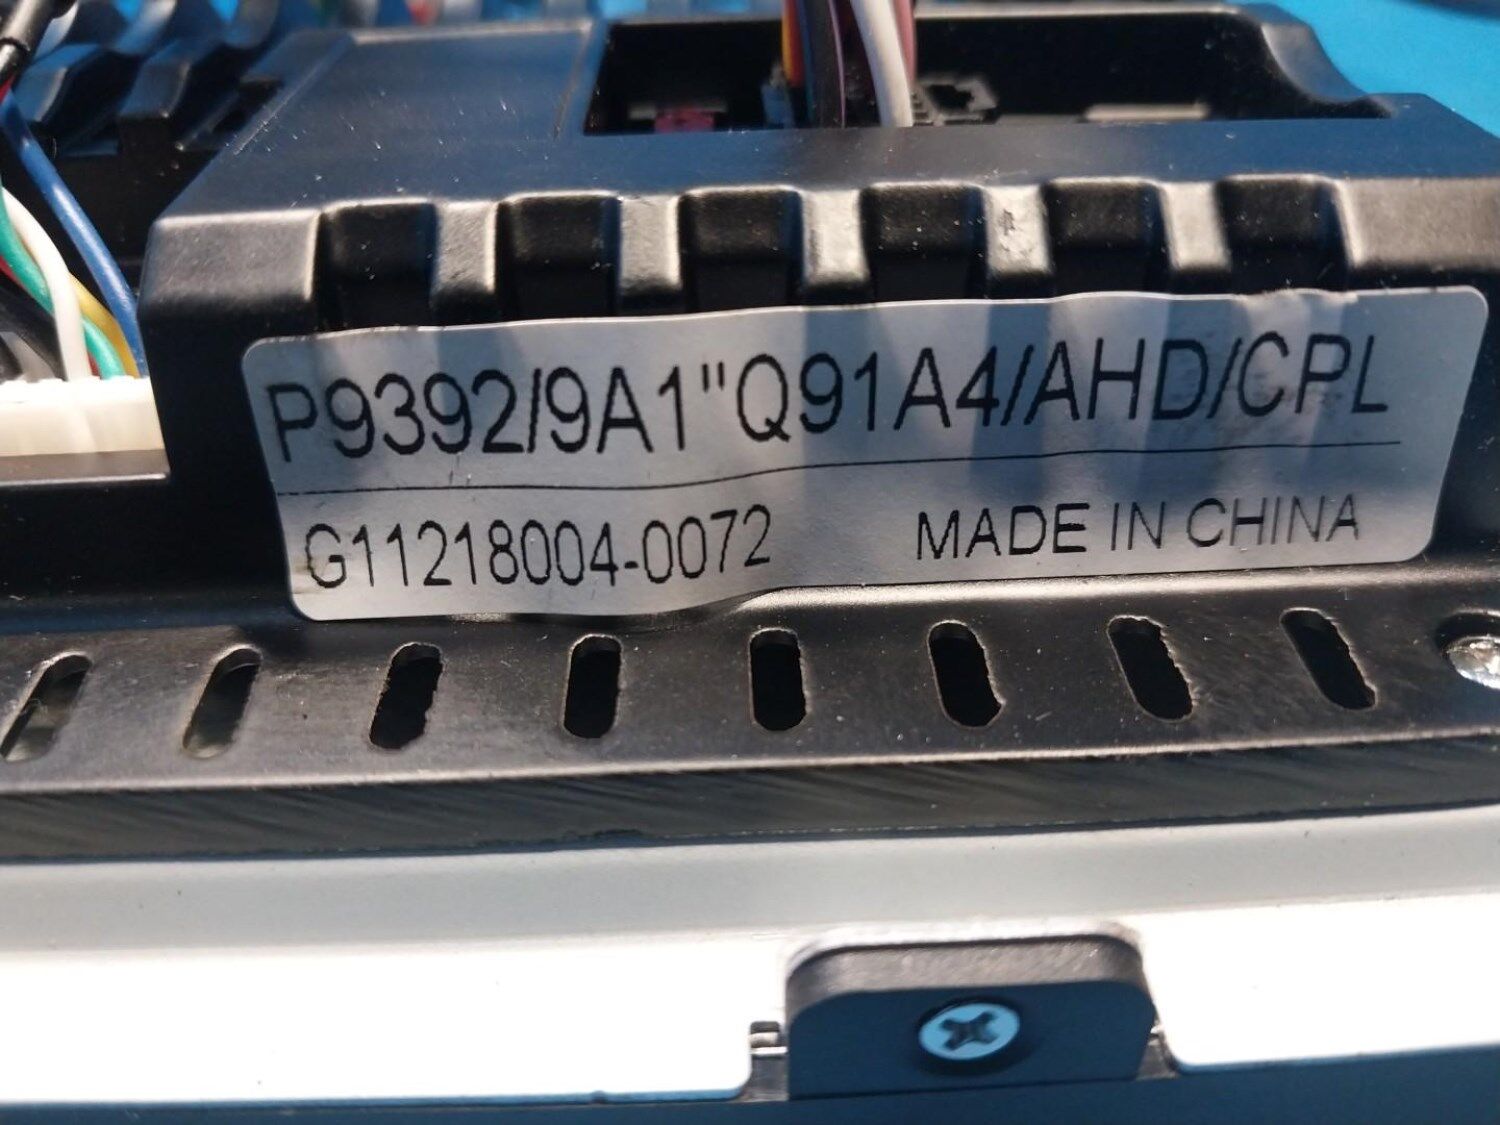 P9392/9A1"Q91A4/AHD/CPL
G11218004-0072 MADE IN CHINA